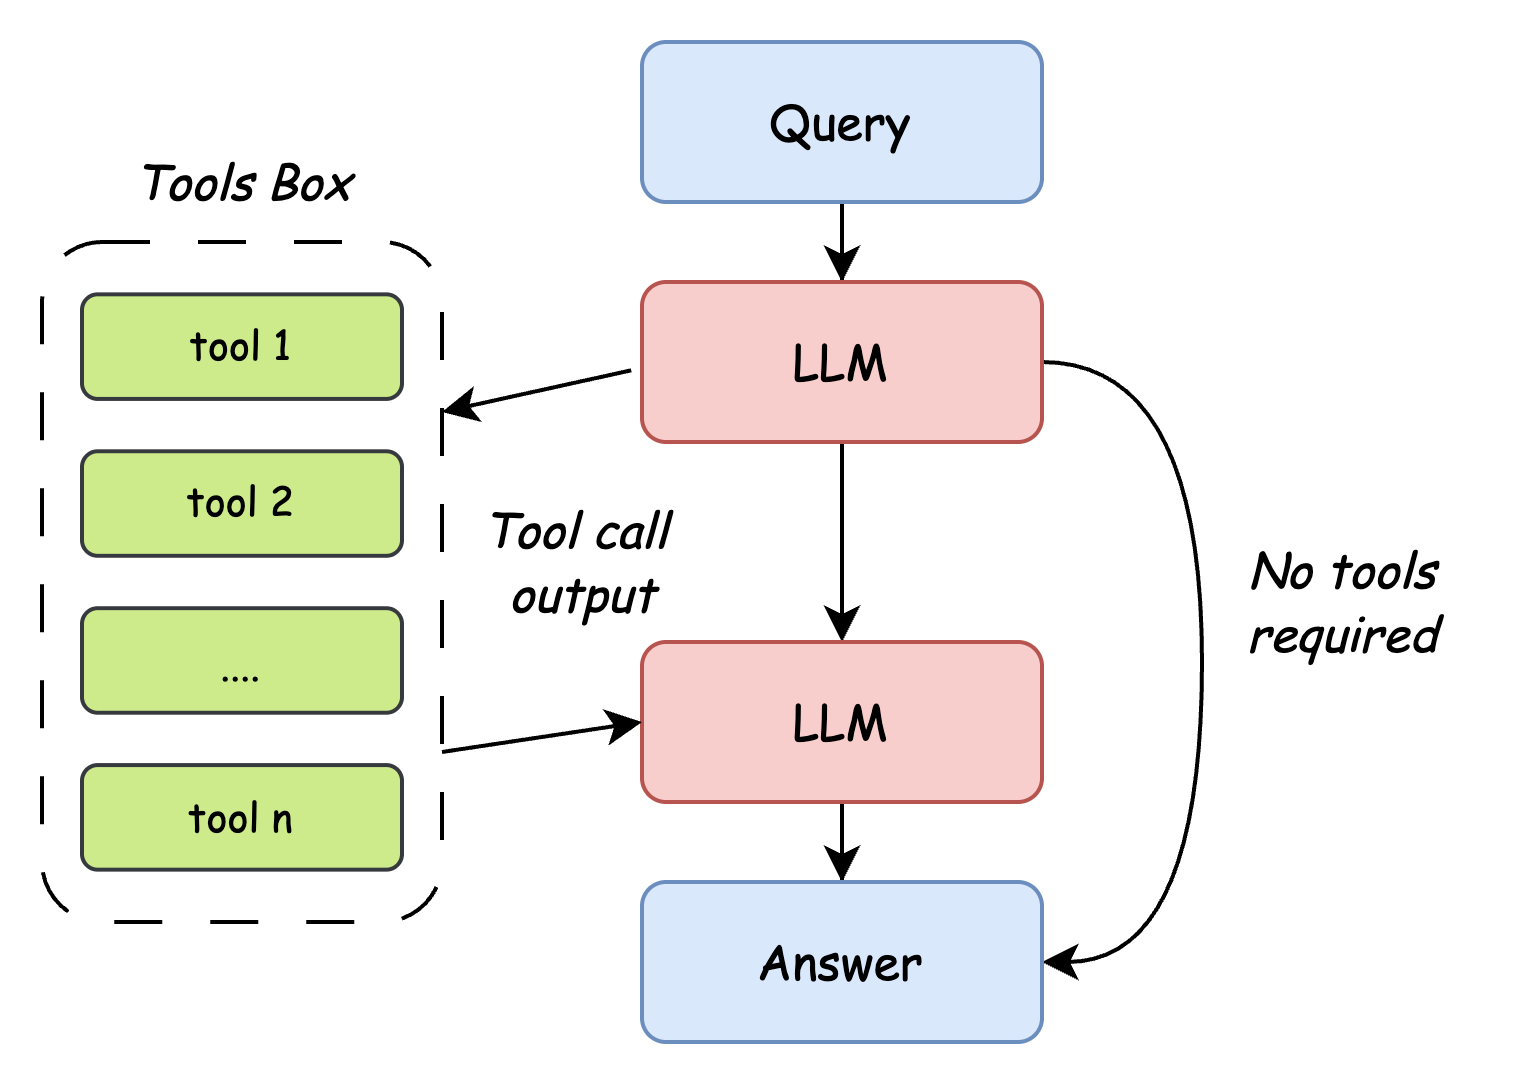 Query
Tools Box
tool 1
LLM
tool 2
Tool call
output
No tools
required
....
LLM
tool n
Answer